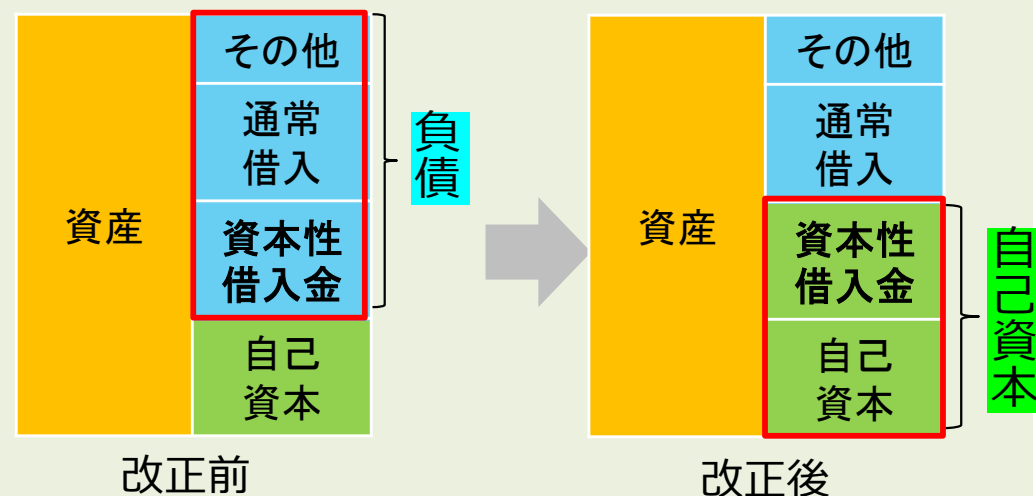 資産
その他
通常
借入
資本性
借入金
自己
資本
負債
改正前
資産
その他
通常
借入
資本性
借入金
自己
資本
自己資本
改正後